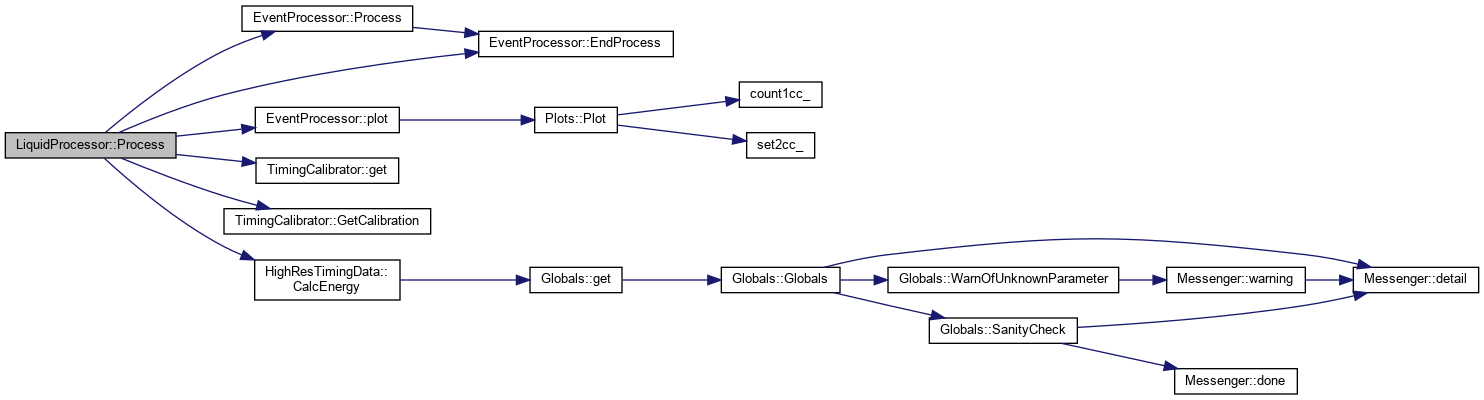 EventProcessor::Process
EventProcessor::EndProcess
count1cc_
EventProcessor::plot
Plots::Plot
LiquidProcessor::Process
set2cc_
TimingCalibrator::get
TimingCalibrator::GetCalibration
HighResTimingData::
CalcEnergy
Globals::get
Globals::Globals
Globals::WarnOfUnknownParameter
Messenger::warning
Messenger::detail
Globals::SanityCheck
Messenger::done